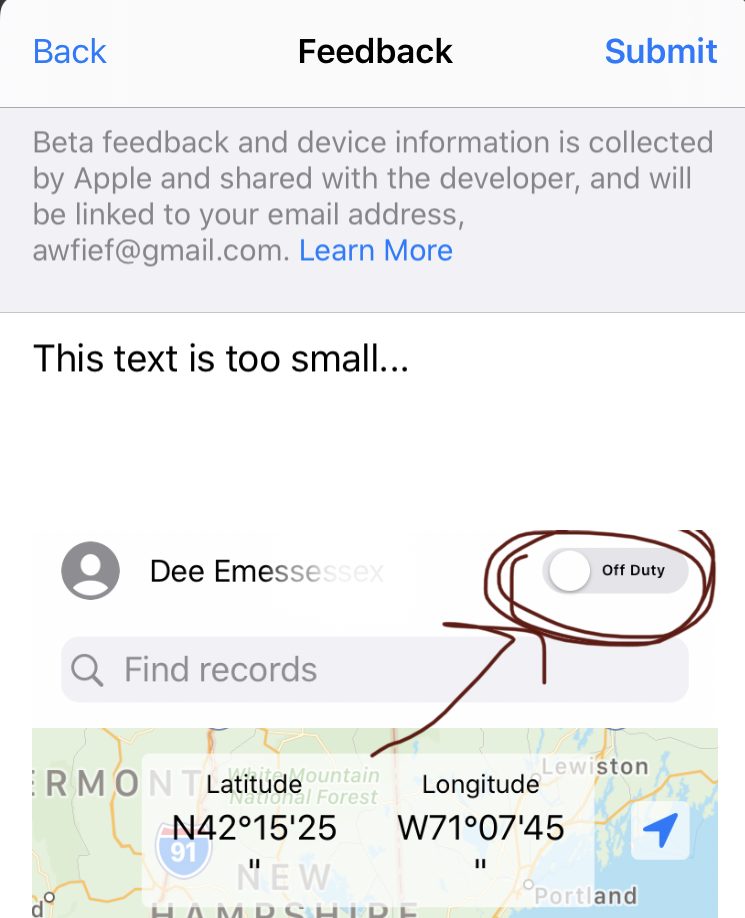 Back Feedback Submit
Beta feedback and device information is collected
by Apple and shared with the developer, and will
be linked to your email address,
awfief@gmail.com. Learn More
This text is too small...
Dee Emessessex Off Duty
Find records
Lewiston
ERMONT
White Mountain
National Forest
Latitude Longitude
N42°15'25 W71°07'45
" "
91
NEW
Portland
HAMPSHIRE